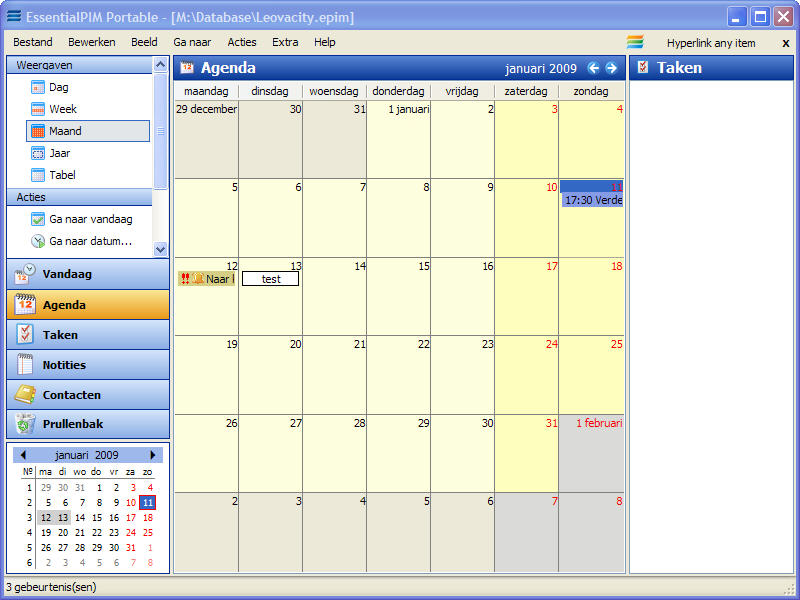 EssentialPIM Portable - [M:\Database\Leovacity.epim]
Bestand Bewerken Beeld Ga naar Acties Extra Help Hyperlink any item x
Weergaven
Dag
Week
Maand
Jaar
Tabel
Acties
Ga naar vandaag
Ga naar datum...
Vandaag
Agenda
Taken
Notities
Contacten
Prullenbak
januari 2009
Nº ma di wo do vr za zo
1 29 30 31 1 2 3 4
2 5 6 7 8 9 10 11
3 12 13 14 15 16 17 18
4 19 20 21 22 23 24 25
5 26 27 28 29 30 31 1
6 2 3 4 5 6 7 8
Agenda januari 2009
maandag dinsdag woensdag donderdag vrijdag zaterdag zondag
29 december 30 31 1 januari 2 3 4
5 6 7 8 9 10 11
17:30 Verde
12 13 14 15 16 17 18
Naar test
19 20 21 22 23 24 25
26 27 28 29 30 31 1 februari
2 3 4 5 6 7 8
Taken
3 gebeurtenis(sen)